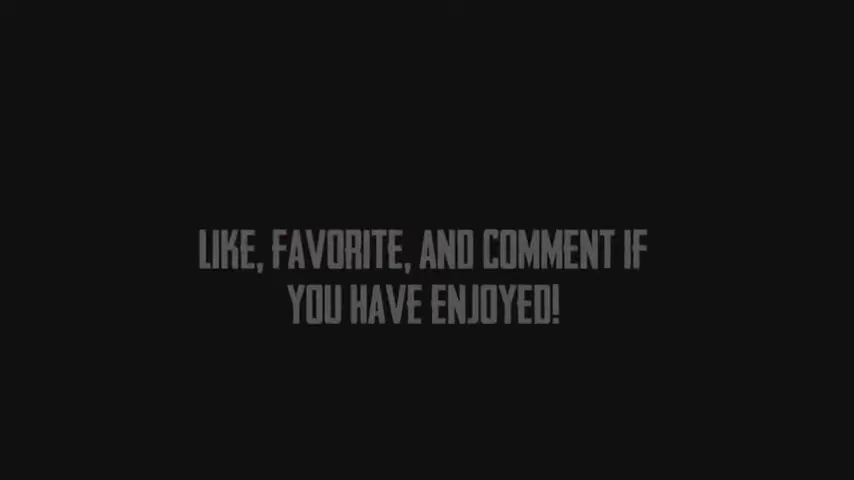 LIKE, FAVORITE, AND COMMENT IF
YOU HAVE ENJOYED!